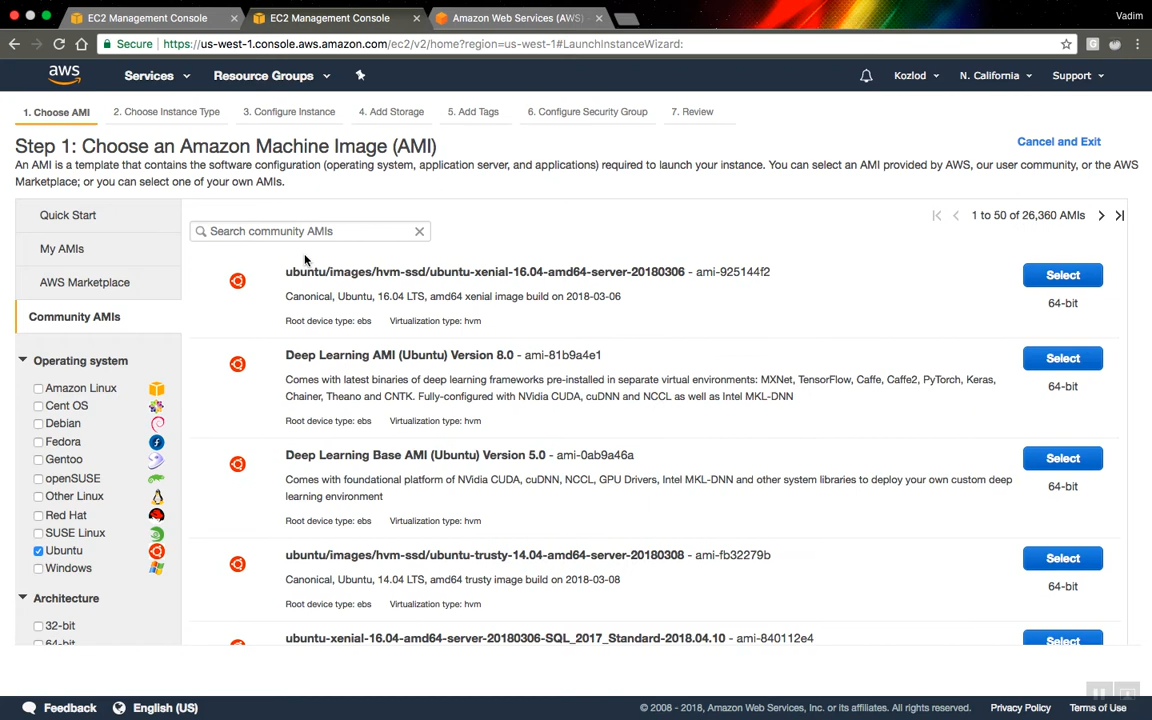 EC2 Management Console
EC2 Management Console
Amazon Web Services (AWS)
Vadim
Secure https://us-west-1.console.aws.amazon.com/ec2/v2/home?region=us-west-1#LaunchInstanceWizard:
aws Services Resource Groups Kozlod N. California Support
1. Choose AMI 2. Choose Instance Type 3. Configure Instance 4. Add Storage 5. Add Tags 6. Configure Security Group 7. Review
Step 1: Choose an Amazon Machine Image (AMI)
Cancel and Exit
An AMI is a template that contains the software configuration (operating system, application server, and applications) required to launch your instance. You can select an AMI provided by AWS, our user community, or the AWS
Marketplace; or you can select one of your own AMIs.
Quick Start
My AMIs
AWS Marketplace
Community AMIs
Operating system
Amazon Linux
Cent OS
Debian
Fedora
Gentoo
openSUSE
Other Linux
Red Hat
SUSE Linux
Ubuntu
Windows
Architecture
32-bit
64-bit
Search community AMIs
1 to 50 of 26,360 AMIs
ubuntu/images/hvm-ssd/ubuntu-xenial-16.04-amd64-server-20180306 - ami-925144f2
Canonical, Ubuntu, 16.04 LTS, amd64 xenial image build on 2018-03-06
Root device type: ebs Virtualization type: hvm
Select
64-bit
Deep Learning AMI (Ubuntu) Version 8.0 - ami-81b9a4e1
Comes with latest binaries of deep learning frameworks pre-installed in separate virtual environments: MXNet, TensorFlow, Caffe, Caffe2, PyTorch, Keras,
Chainer, Theano and CNTK. Fully-configured with NVidia CUDA, cuDNN and NCCL as well as Intel MKL-DNN
Root device type: ebs Virtualization type: hvm
Select
64-bit
Deep Learning Base AMI (Ubuntu) Version 5.0 - ami-0ab9a46a
Comes with foundational platform of NVidia CUDA, cuDNN, NCCL, GPU Drivers, Intel MKL-DNN and other system libraries to deploy your own custom deep
learning environment
Root device type: ebs Virtualization type: hvm
Select
64-bit
ubuntu/images/hvm-ssd/ubuntu-trusty-14.04-amd64-server-20180308 - ami-fb32279b
Canonical, Ubuntu, 14.04 LTS, amd64 trusty image build on 2018-03-08
Root device type: ebs Virtualization type: hvm
Select
64-bit
ubuntu-xenial-16.04-amd64-server-20180306-SQL_2017_Standard-2018.04.10 - ami-840112e4
Select
Feedback English (US)
© 2008 - 2018, Amazon Web Services, Inc. or its affiliates. All rights reserved. Privacy Policy Terms of Use